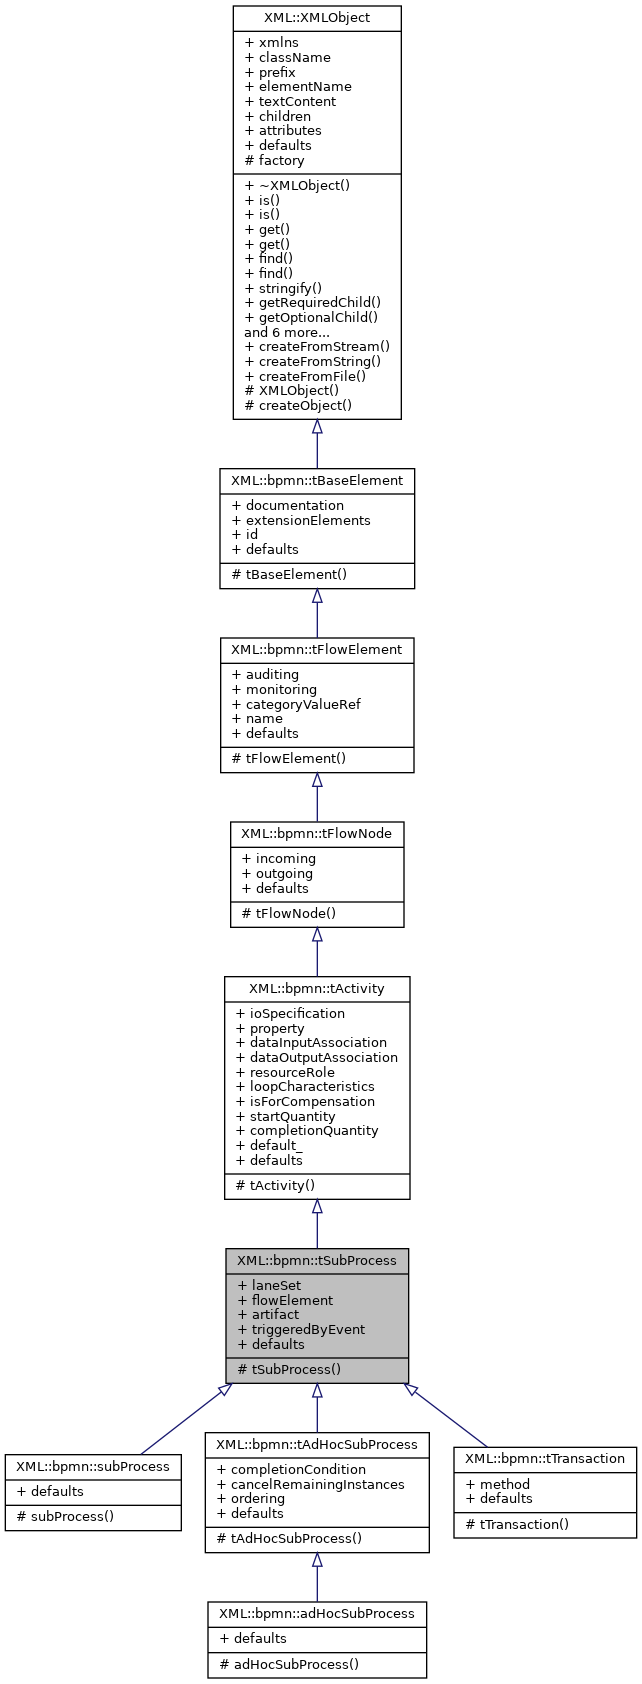 XML::XMLObject
+ xmlns
+ className
+ prefix
+ elementName
+ textContent
+ children
+ attributes
+ defaults
# factory
+ ~XMLObject()
+ is()
+ is()
+ get()
+ get()
+ find()
+ find()
+ stringify()
+ getRequiredChild()
+ getOptionalChild()
and 6 more...
+ createFromStream()
+ createFromString()
+ createFromFile()
# XMLObject()
# createObject()
XML::bpmn::tBaseElement
+ documentation
+ extensionElements
+ id
+ defaults
# tBaseElement()
XML::bpmn::tFlowElement
+ auditing
+ monitoring
+ categoryValueRef
+ name
+ defaults
# tFlowElement()
XML::bpmn::tFlowNode
+ incoming
+ outgoing
+ defaults
# tFlowNode()
XML::bpmn::tActivity
+ ioSpecification
+ property
+ dataInputAssociation
+ dataOutputAssociation
+ resourceRole
+ loopCharacteristics
+ isForCompensation
+ startQuantity
+ completionQuantity
+ default_
+ defaults
# tActivity()
XML::bpmn::tSubProcess
+ laneSet
+ flowElement
+ artifact
+ triggeredByEvent
+ defaults
# tSubProcess()
XML::bpmn::subProcess
+ defaults
# subProcess()
XML::bpmn::tAdHocSubProcess
+ completionCondition
+ cancelRemainingInstances
+ ordering
+ defaults
# tAdHocSubProcess()
XML::bpmn::tTransaction
+ method
+ defaults
# tTransaction()
XML::bpmn::adHocSubProcess
+ defaults
# adHocSubProcess()